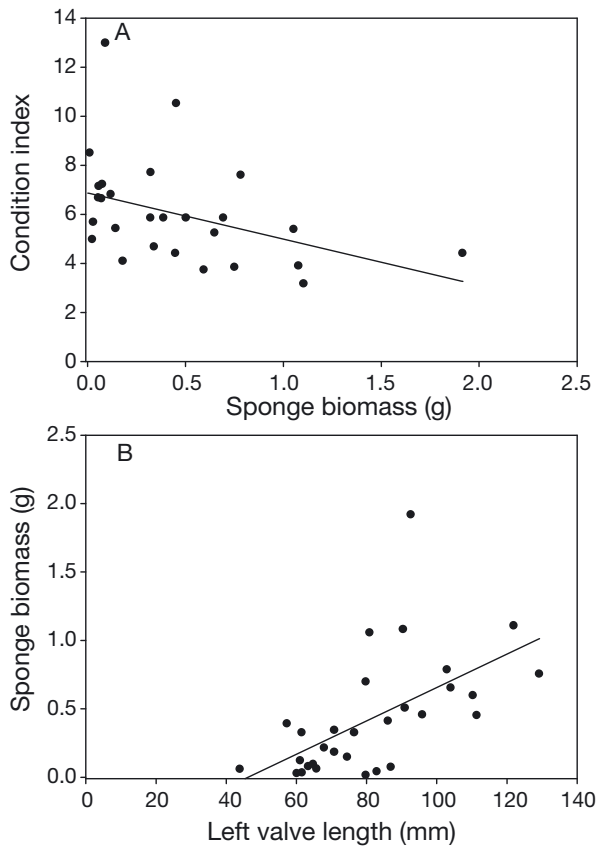 A
14
12
10
8
6
4
2
0
Condition index
0.0 0.5 1.0 1.5 2.0 2.5
Sponge biomass (g)
B
2.5
2.0
1.5
1.0
0.5
0.0
Sponge biomass (g)
0 20 40 60 80 100 120 140
Left valve length (mm)